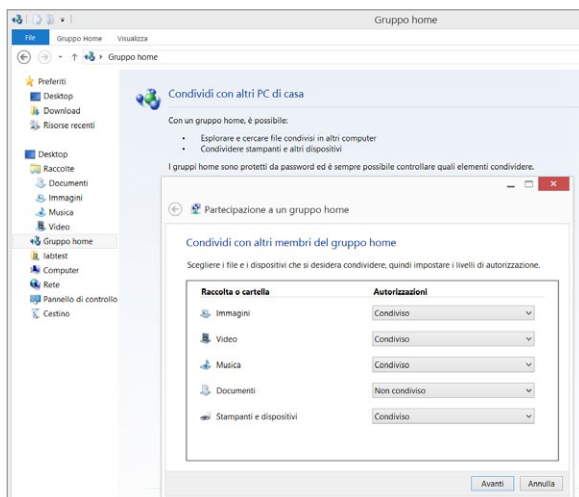 Gruppo home
File Gruppo Home Visualizza
Gruppo home
Preferiti
Desktop
Download
Risorse recenti
Desktop
Raccolte
Documenti
Immagini
Musica
Video
Gruppo home
labtest
Computer
Rete
Pannello di controllo
Cestino
Condividi con altri PC di casa
Con un gruppo home, è possibile:
• Esplorare e cercare file condivisi in altri computer
• Condividere stampanti e altri dispositivi
I gruppi home sono protetti da password ed è sempre possibile controllare quali elementi condividere.
Partecipazione a un gruppo home
Condividi con altri membri del gruppo home
Scegliere i file e i dispositivi che si desidera condividere, quindi impostare i livelli di autorizzazione.
Raccolta o cartella Autorizzazioni
Immagini Condiviso
Video Condiviso
Musica Condiviso
Documenti Non condiviso
Stampanti e dispositivi Condiviso
Avanti Annulla